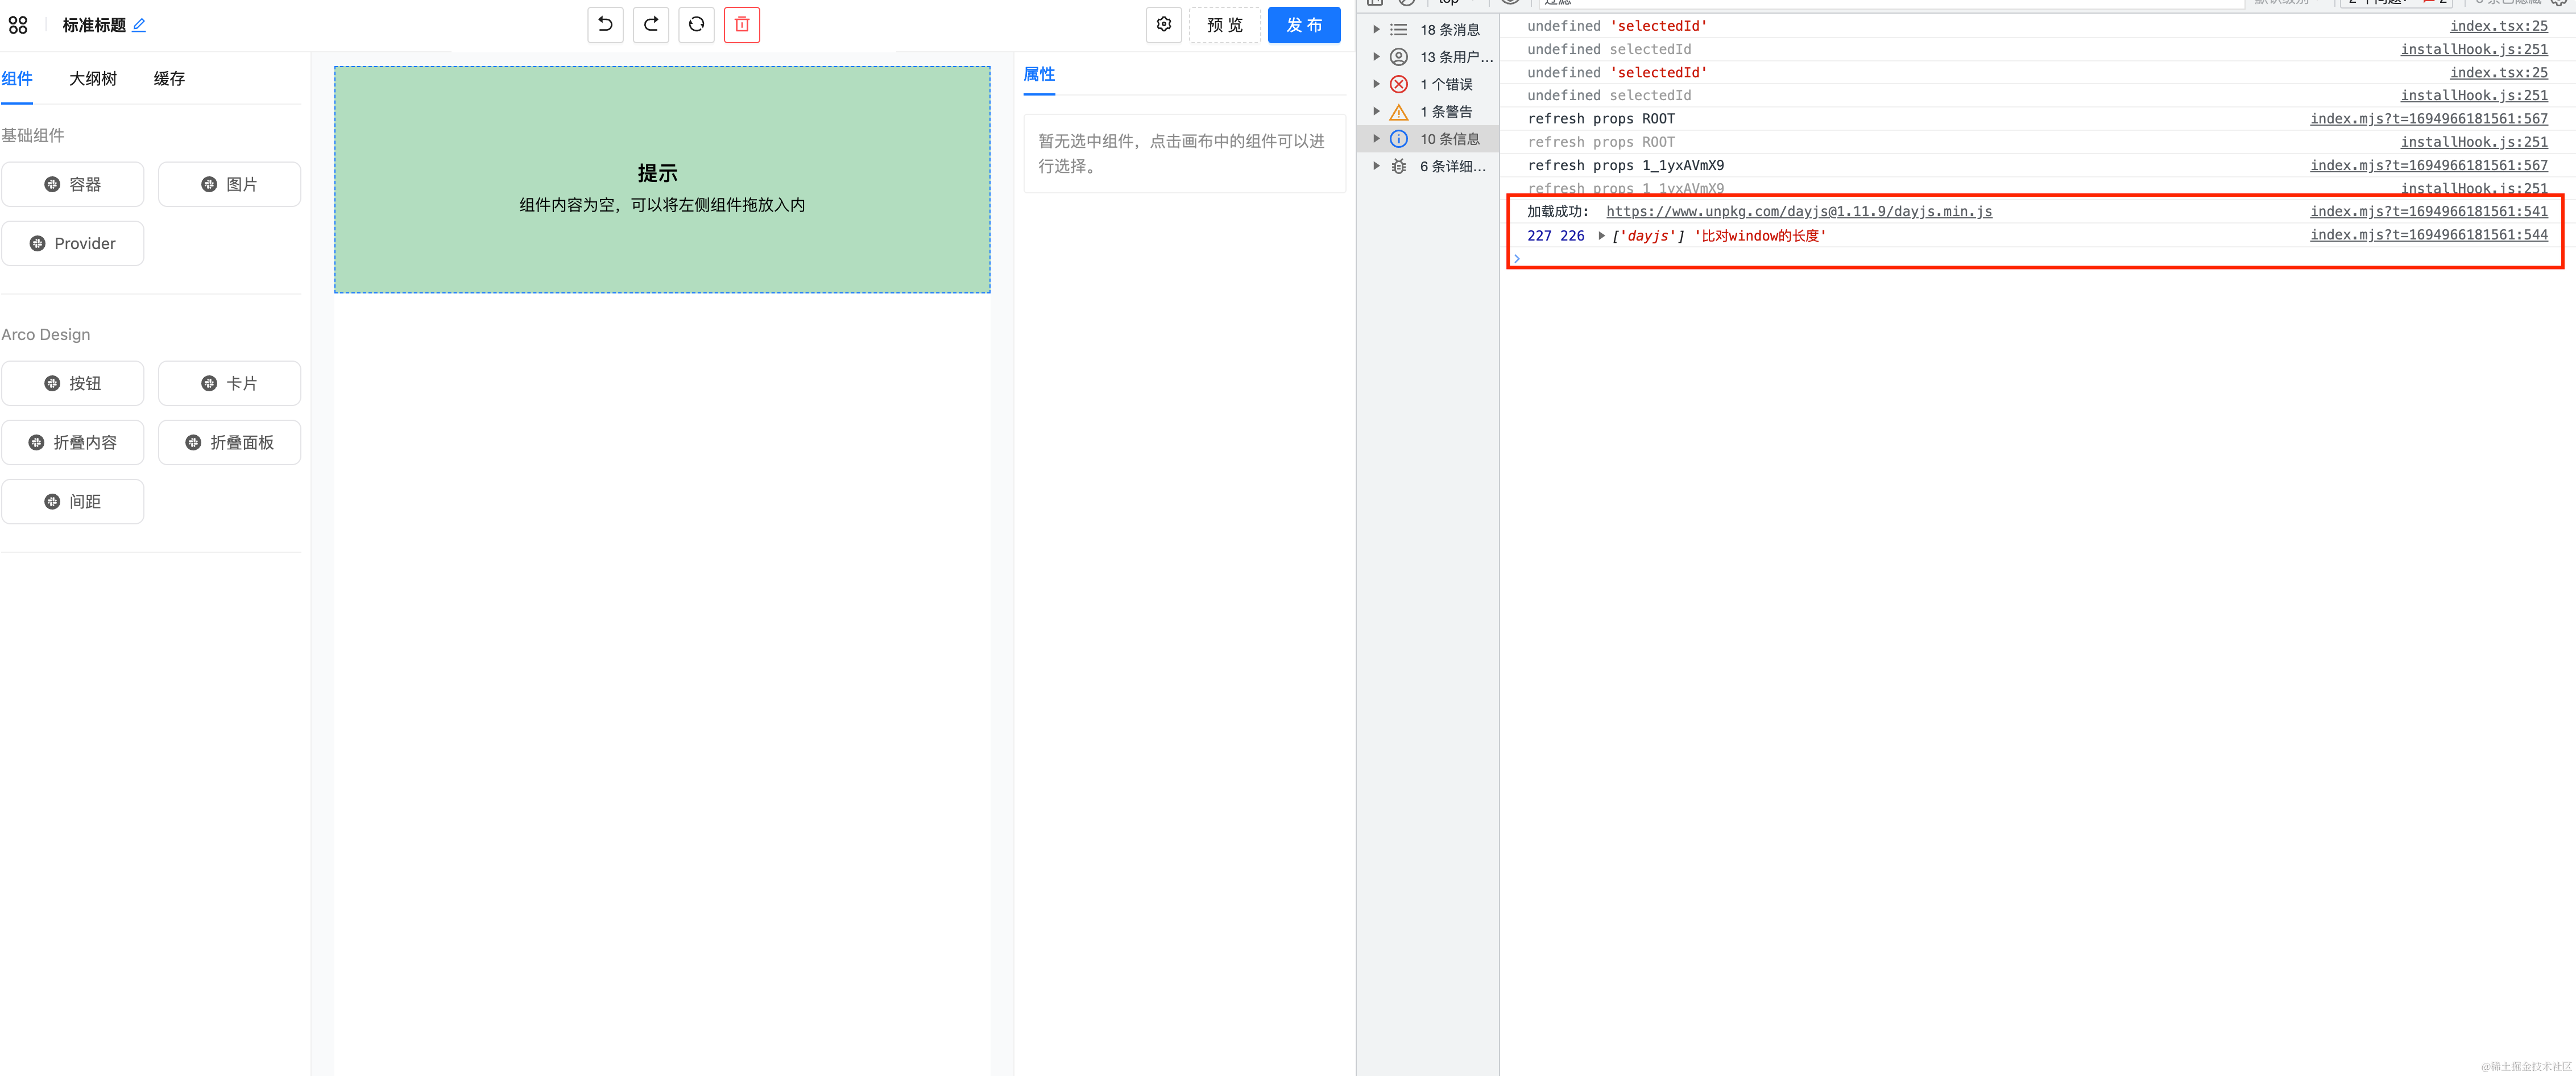 标准标题
预 览
发 布
组件
大纲树
缓存
基础组件
容器
图片
Provider
Arco Design
按钮
卡片
折叠内容
折叠面板
间距
提示
组件内容为空，可以将左侧组件拖放入内
属性
暂无选中组件，点击画布中的组件可以进
行选择。
top
过滤
18 条消息
13 条用户…
1 个错误
1 条警告
10 条信息
6 条详细…
undefined 'selectedId' index.tsx:25
undefined selectedId installHook.js:251
undefined 'selectedId' index.tsx:25
undefined selectedId installHook.js:251
refresh props ROOT index.mjs?t=1694966181561:567
refresh props ROOT installHook.js:251
refresh props 1_1yxAVmX9 index.mjs?t=1694966181561:567
refresh props 1_1yxAVmX9 installHook.js:251
加载成功: https://www.unpkg.com/dayjs@1.11.9/dayjs.min.js index.mjs?t=1694966181561:541
227 226 ['dayjs'] '比对window的长度' index.mjs?t=1694966181561:544
@稀土掘金技术社区